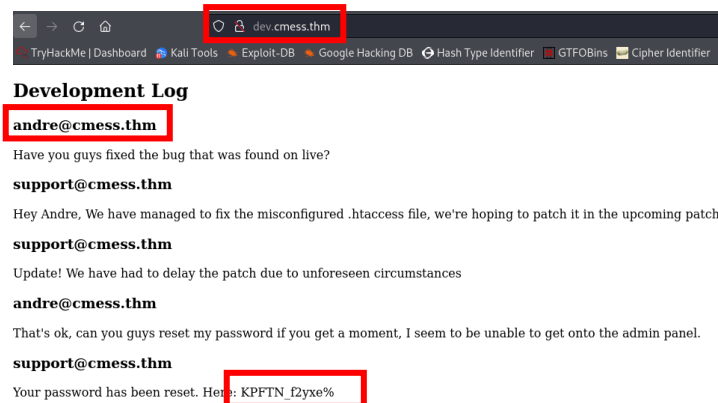 dev.cmess.thm
TryHackMe | Dashboard Kali Tools Exploit-DB Google Hacking DB Hash Type Identifier GTFOBins Cipher Identifier
Development Log
andre@cmess.thm
Have you guys fixed the bug that was found on live?
support@cmess.thm
Hey Andre, We have managed to fix the misconfigured .htaccess file, we're hoping to patch it in the upcoming patch
support@cmess.thm
Update! We have had to delay the patch due to unforeseen circumstances
andre@cmess.thm
That's ok, can you guys reset my password if you get a moment, I seem to be unable to get onto the admin panel.
support@cmess.thm
Your password has been reset. Here: KPFTN_f2yxe%